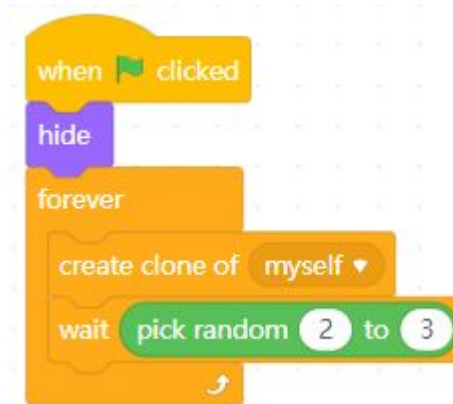 when clicked
hide
forever
create clone of myself
wait pick random 2 to 3